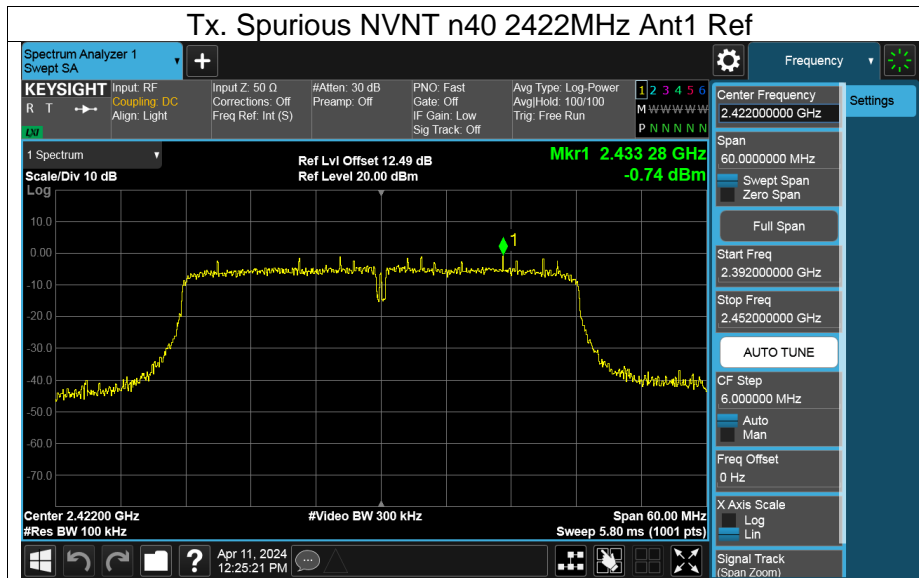 Tx. Spurious NVNT n40 2422MHz Ant1 Ref
Spectrum Analyzer 1
Swept SA
+
Frequency
KEYSIGHT
R T
LXI
Input: RF
Coupling: DC
Align: Light
Input Z: 50 Ω
Corrections: Off
Freq Ref: Int (S)
#Atten: 30 dB
Preamp: Off
PNO: Fast
Gate: Off
IF Gain: Low
Sig Track: Off
Avg Type: Log-Power
Avg|Hold: 100/100
Trig: Free Run
1 2 3 4 5 6
M W W W W W
P N N N N N
1 Spectrum
Scale/Div 10 dB
Log
Ref Lvl Offset 12.49 dB
Ref Level 20.00 dBm
Mkr1 2.433 28 GHz
-0.74 dBm
10.0
0.00
-10.0
-20.0
-30.0
-40.0
-50.0
-60.0
-70.0
1
Center 2.42200 GHz
#Res BW 100 kHz
#Video BW 300 kHz
Span 60.00 MHz
Sweep 5.80 ms (1001 pts)
Center Frequency
2.422000000 GHz
Settings
Span
60.0000000 MHz
Swept Span
Zero Span
Full Span
Start Freq
2.392000000 GHz
Stop Freq
2.452000000 GHz
AUTO TUNE
CF Step
6.000000 MHz
Auto
Man
Freq Offset
0 Hz
X Axis Scale
Log
Lin
Signal Track
(Span Zoom)
?
Apr 11, 2024
12:25:21 PM